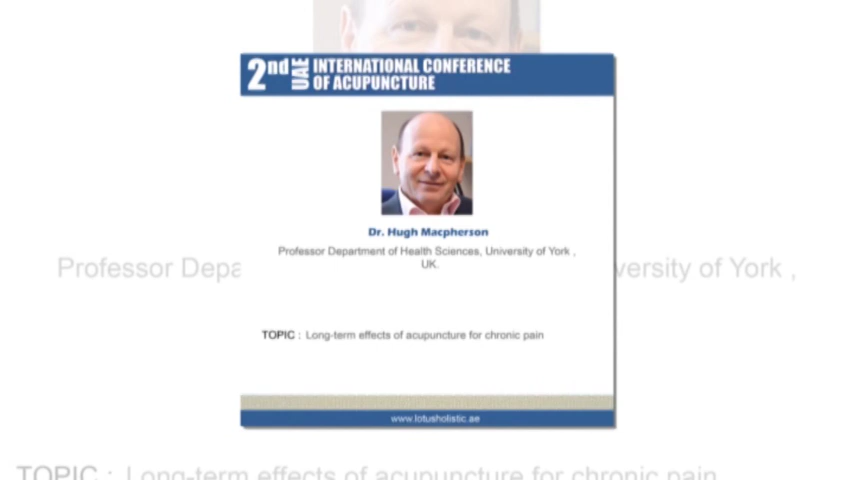 2nd UAE INTERNATIONAL CONFERENCE
OF ACUPUNCTURE
Dr. Hugh Macpherson
Professor Department of Health Sciences, University of York ,
UK.
Professor Depa
versity of York ,
TOPIC : Long-term effects of acupuncture for chronic pain
www.lotusholistic.ae
TOPIC : Long-term effects of acupuncture for chronic pain